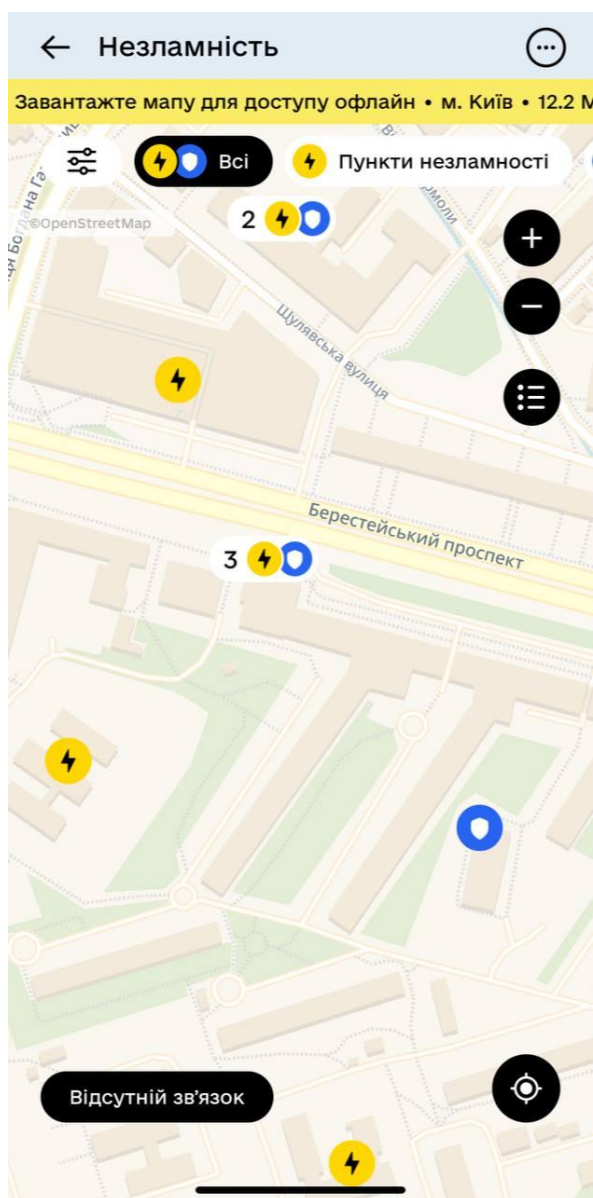 Незламність
Завантажте мапу для доступу офлайн • м. Київ • 12.2 М
Всі
Пункти незламності
©OpenStreetMap
2
Шулявська вулиця
Берестейський проспект
3
Відсутній зв'язок